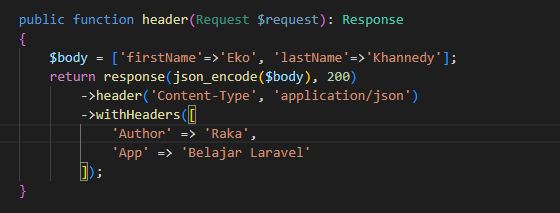 public function header(Request $request): Response
{
$body = ['firstName'=>'Eko', 'lastName'=>'Khannedy'];
return response(json_encode($body), 200)
->header('Content-Type', 'application/json')
->withHeaders([
'Author' => 'Raka',
'App' => 'Belajar Laravel'
]);
}